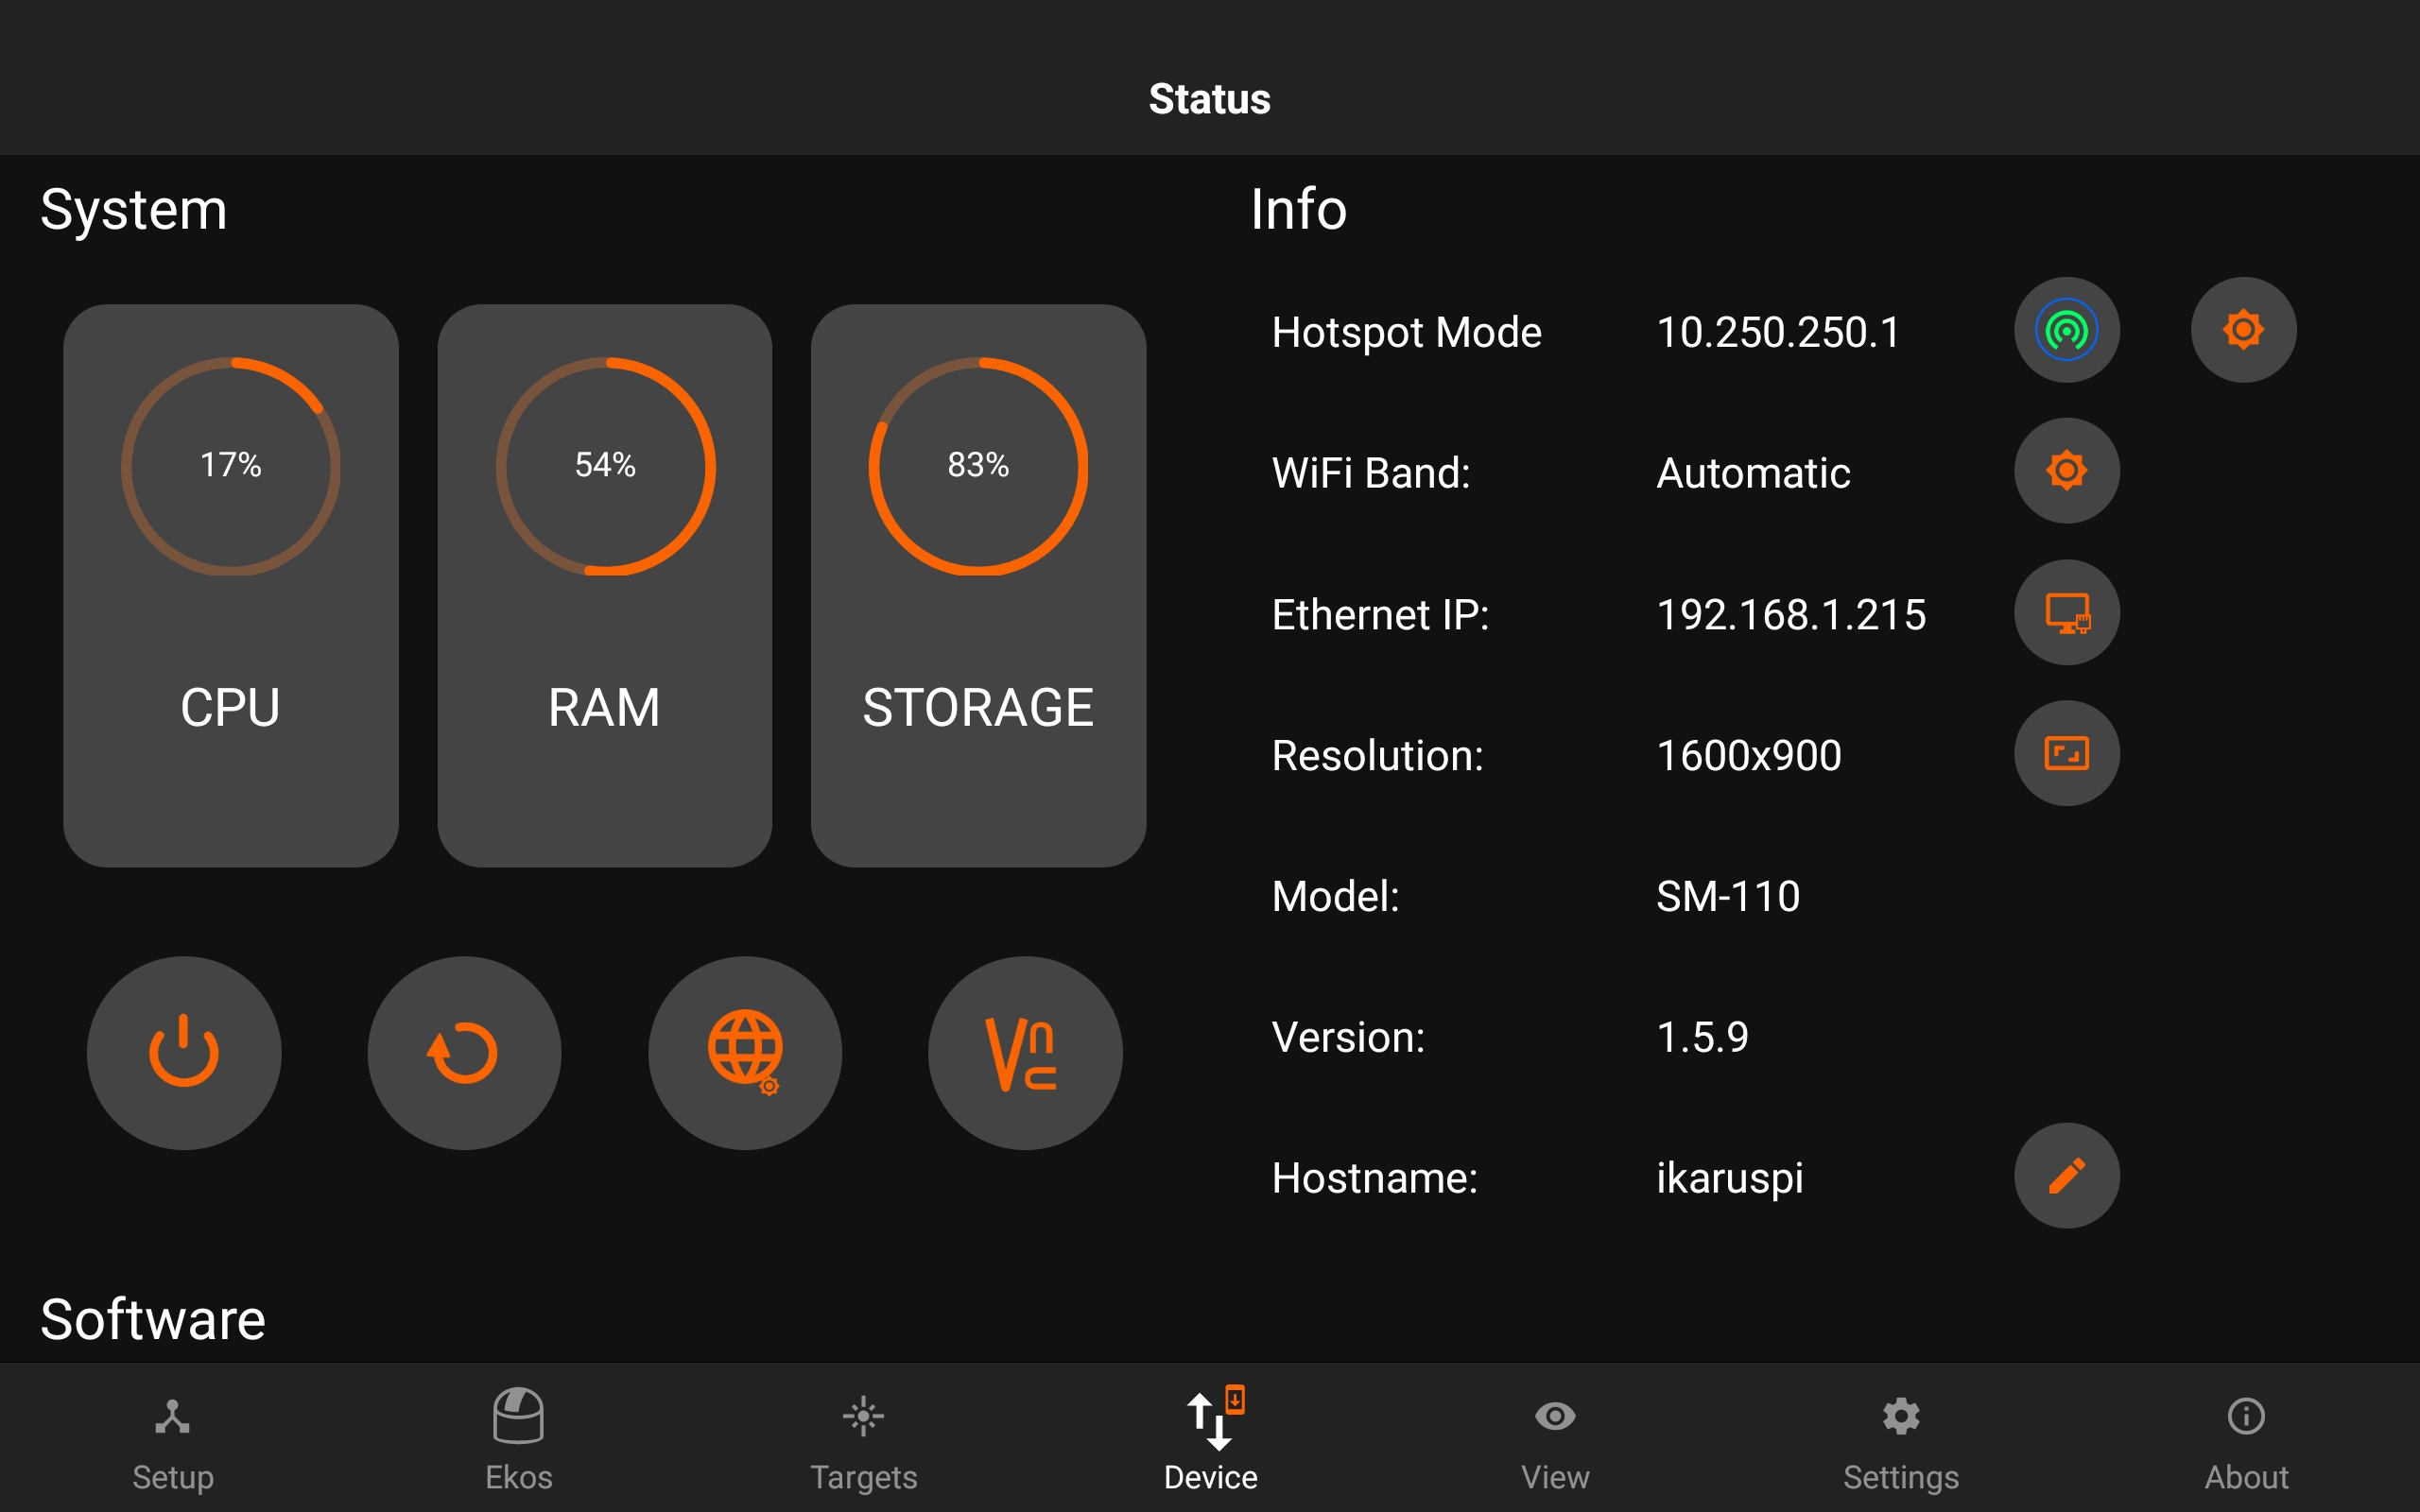 Status
System
17%
CPU
54%
RAM
83%
STORAGE
Info
Hotspot Mode 10.250.250.1
WiFi Band: Automatic
Ethernet IP: 192.168.1.215
Resolution: 1600x900
Model: SM-110
Version: 1.5.9
Hostname: ikaruspi
Software
Setup Ekos Targets Device View Settings About